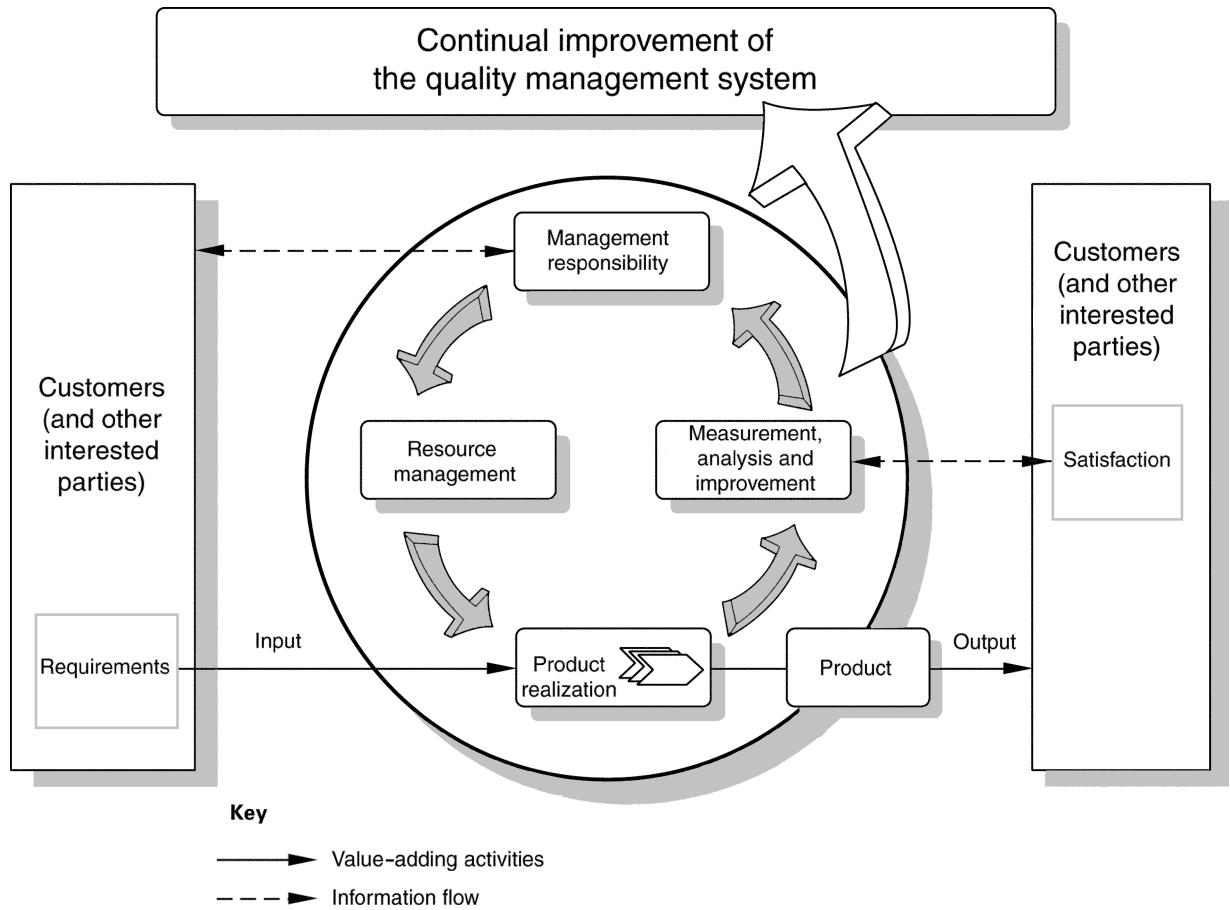 Continual improvement of
the quality management system
Customers
(and other
interested
parties)
Requirements
Input
Management
responsibility
Resource
management
Measurement,
analysis and
improvement
Product
realization
Product
Output
Customers
(and other
interested
parties)
Satisfaction
Key
Value-adding activities
Information flow